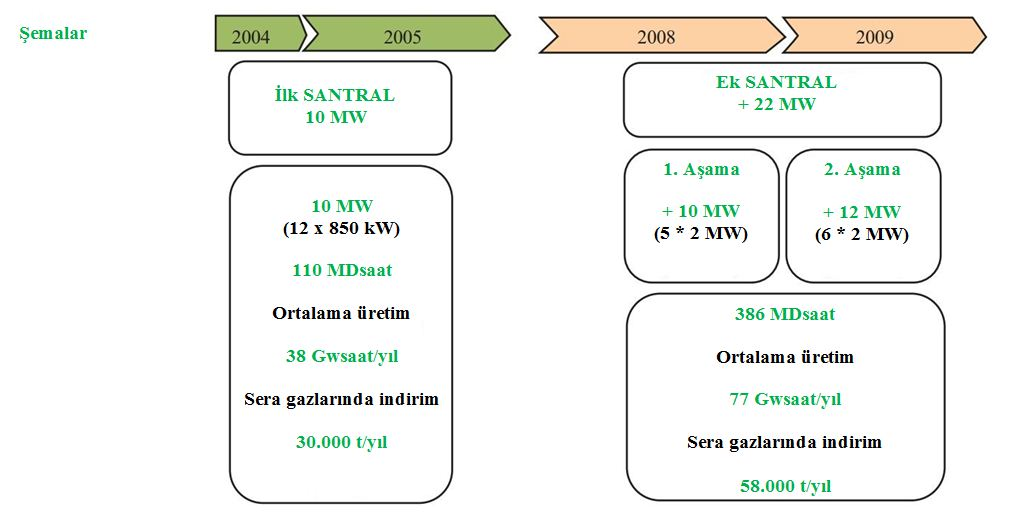 Şemalar
2004
2005
2008
2009
İlk SANTRAL
10 MW
10 MW
(12 x 850 kW)
110 MDsaat
Ortalama üretim
38 Gwsaat/yıl
Sera gazlarında indirim
30.000 t/yıl
Ek SANTRAL
+ 22 MW
1. Aşama
+ 10 MW
(5 * 2 MW)
2. Aşama
+ 12 MW
(6 * 2 MW)
386 MDsaat
Ortalama üretim
77 Gwsaat/yıl
Sera gazlarında indirim
58.000 t/yıl